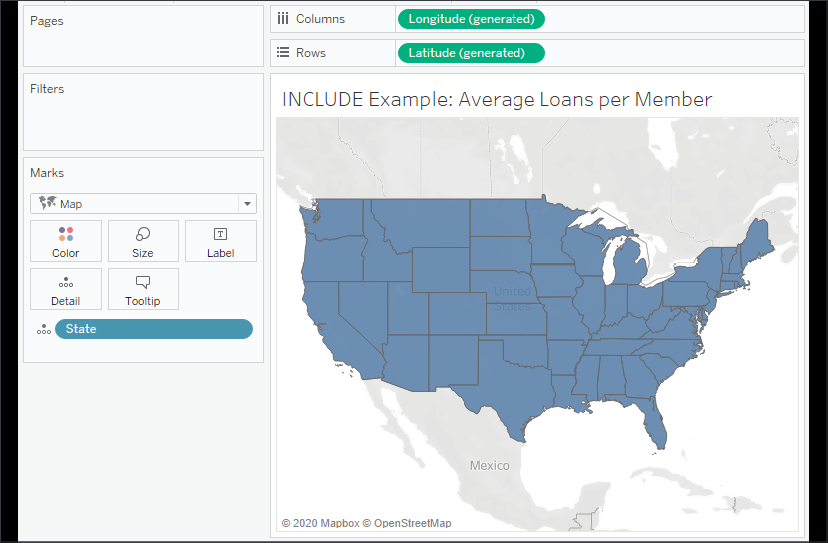 Pages
Columns
Longitude (generated)
Rows
Latitude (generated)
Filters
INCLUDE Example: Average Loans per Member
Marks
Map
Color
Size
Label
Detail
Tooltip
State
United
States
Mexico
© 2020 Mapbox © OpenStreetMap